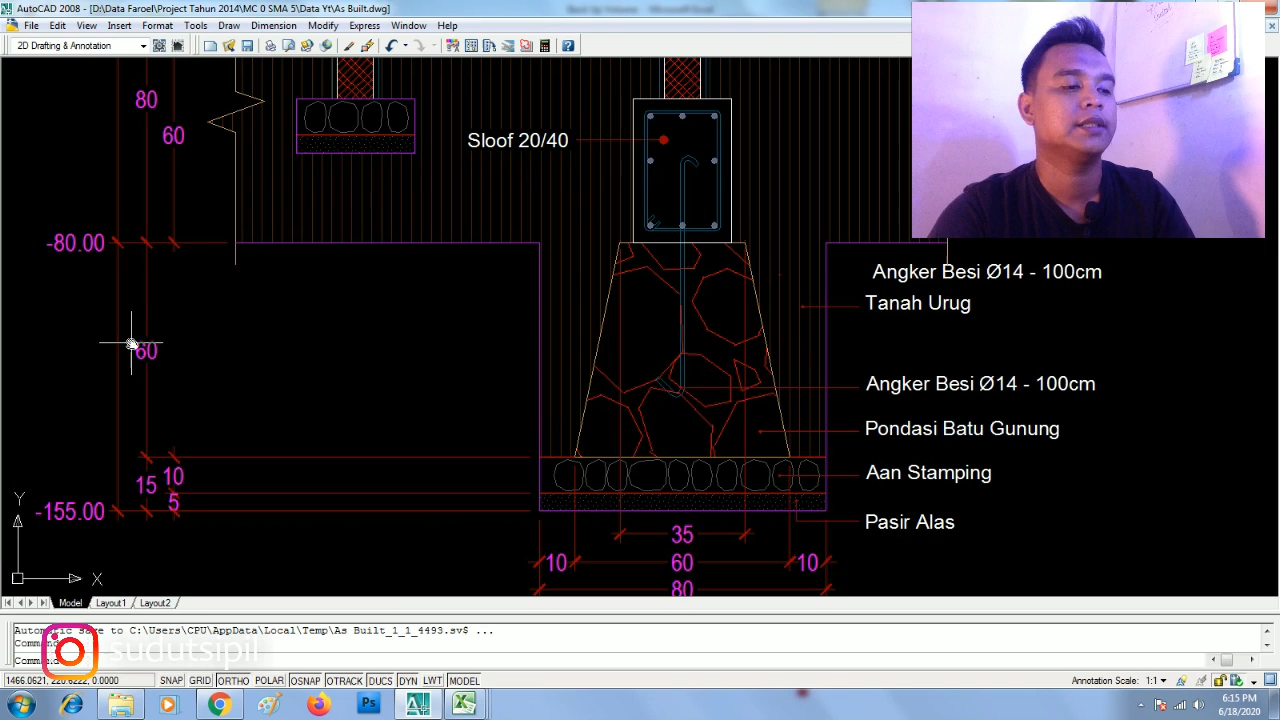 AutoCAD 2008 - [D:\Data Faroel\Project Tahun 2014\MC 0 SMA 5\Data Yt\As Built.dwg]
File Edit View Insert Format Tools Draw Dimension Modify Express Window Help
2D Drafting & Annotation
80
60
Sloof 20/40
-80.00
Angker Besi Ø14 - 100cm
Tanah Urug
60
Angker Besi Ø14 - 100cm
Pondasi Batu Gunung
10
15
Aan Stamping
5
-155.00
Pasir Alas
35
10 60 10
80
Y
X
Model Layout1 Layout2
Automatic save to C:\Users\CPU\AppData\Local\Temp\As Built_1_1_4493.sv$ ...
Command
Command
sudutsipil
1466.0621, 220.6222, 0.0000 SNAP GRID ORTHO POLAR OSNAP OTRACK DUCS DYN LWT MODEL
Annotation Scale: 1:1
Ps
6:15 PM
6/18/2020